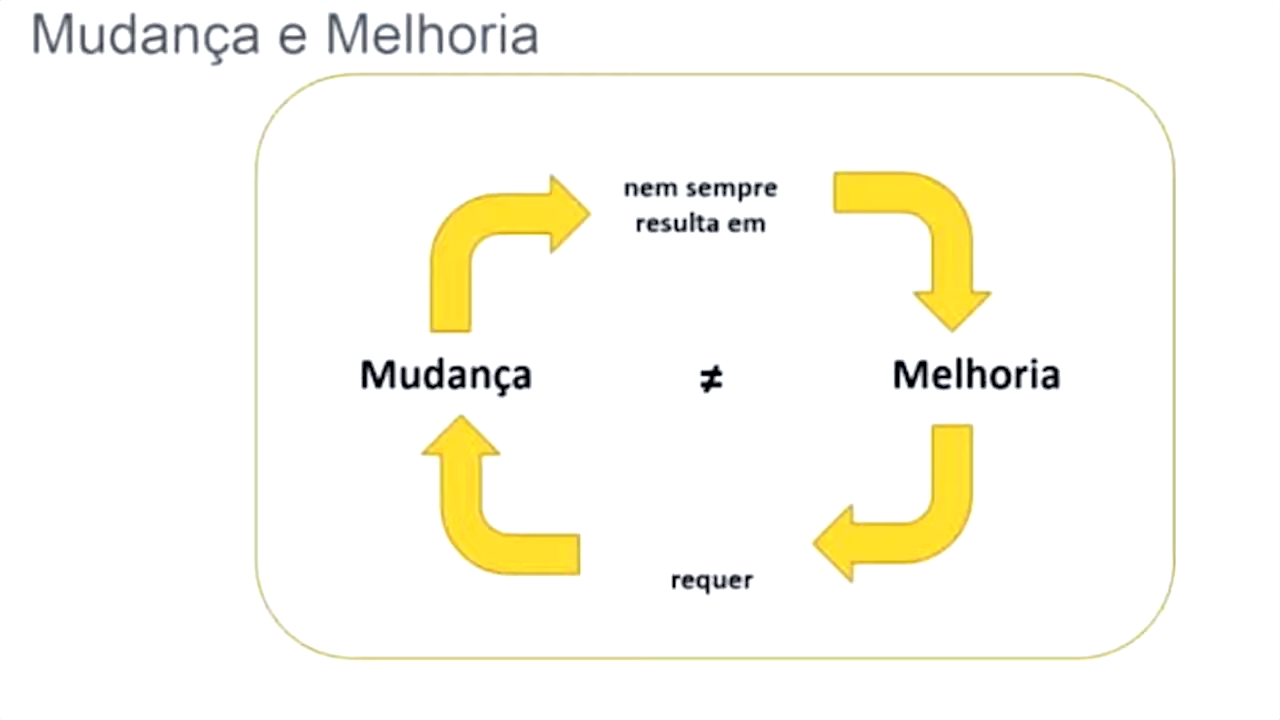 Mudança e Melhoria
nem sempre
resulta em
Mudança
≠
Melhoria
requer